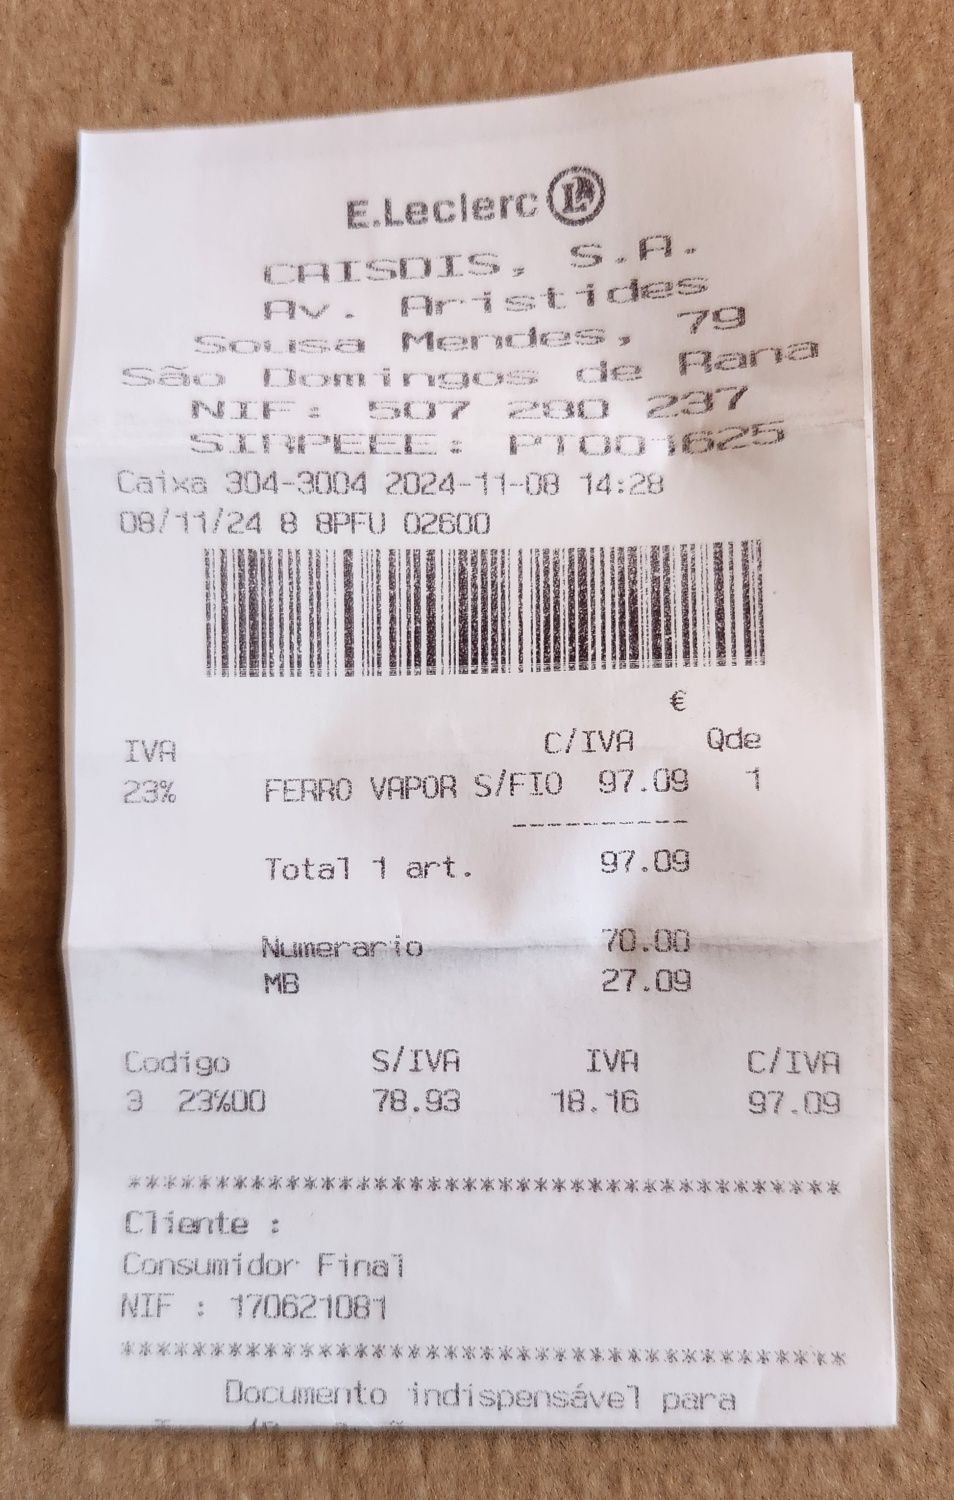 E.Leclerc L
CAISDIS, S.A.
Av. Aristides
Sousa Mendes, 79
São Domingos de Rana
NIF: 507 280 237
SIRPEEE: PT001625
Caixa 304-3004 2024-11-08 14:28
08/11/24 8 8PFU 02600
€
IVA C/IVA Qde
23% FERRO VAPOR S/FIO 97.09 1
----------
Total 1 art. 97.09
Numerario 70.00
MB 27.09
Codigo S/IVA IVA C/IVA
3 23%00 78.93 18.16 97.09
*****************************************
Cliente :
Consumidor Final
NIF : 170621081
******************************************
Documento indispensável para